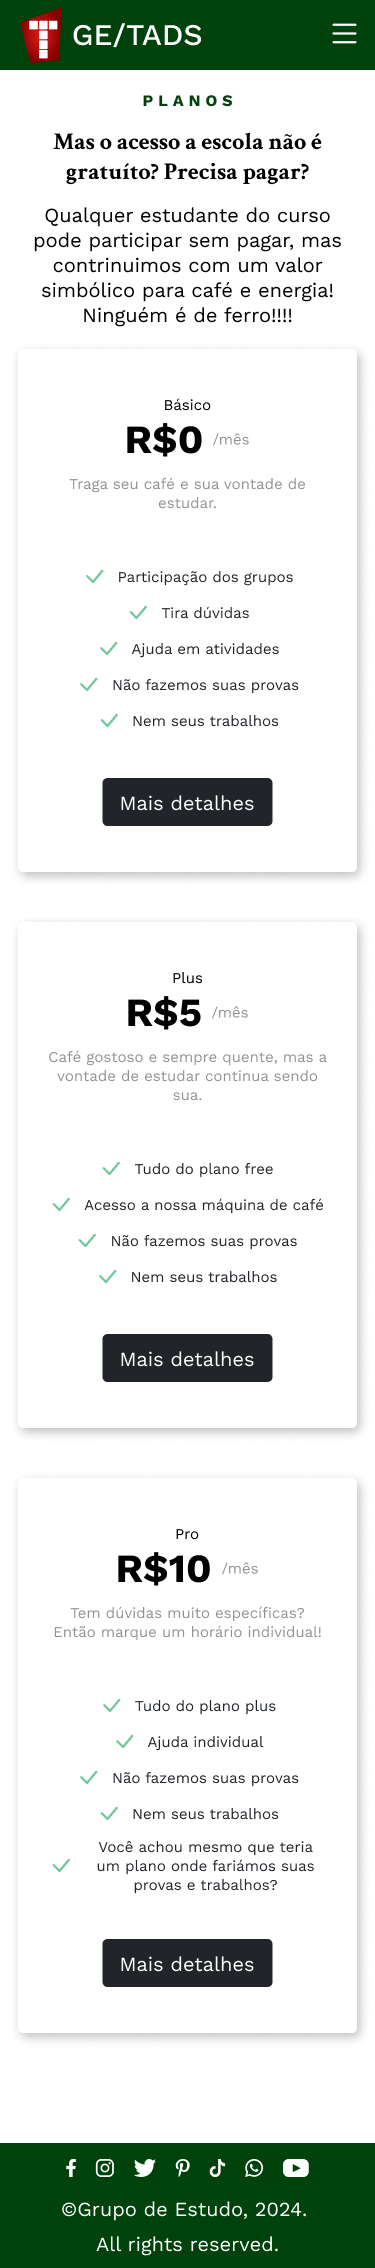 GE/TADS
PLANOS
Mas o acesso a escola não é
gratuíto? Precisa pagar?
Qualquer estudante do curso
pode participar sem pagar, mas
contrinuimos com um valor
simbólico para café e energia!
Ninguém é de ferro!!!!
Básico
R$0 /mês
Traga seu café e sua vontade de
estudar.
Participação dos grupos
Tira dúvidas
Ajuda em atividades
Não fazemos suas provas
Nem seus trabalhos
Mais detalhes
Plus
R$5 /mês
Café gostoso e sempre quente, mas a
vontade de estudar continua sendo
sua.
Tudo do plano free
Acesso a nossa máquina de café
Não fazemos suas provas
Nem seus trabalhos
Mais detalhes
Pro
R$10 /mês
Tem dúvidas muito específicas?
Então marque um horário individual!
Tudo do plano plus
Ajuda individual
Não fazemos suas provas
Nem seus trabalhos
Você achou mesmo que teria
um plano onde fariámos suas
provas e trabalhos?
Mais detalhes
©Grupo de Estudo, 2024.
All rights reserved.